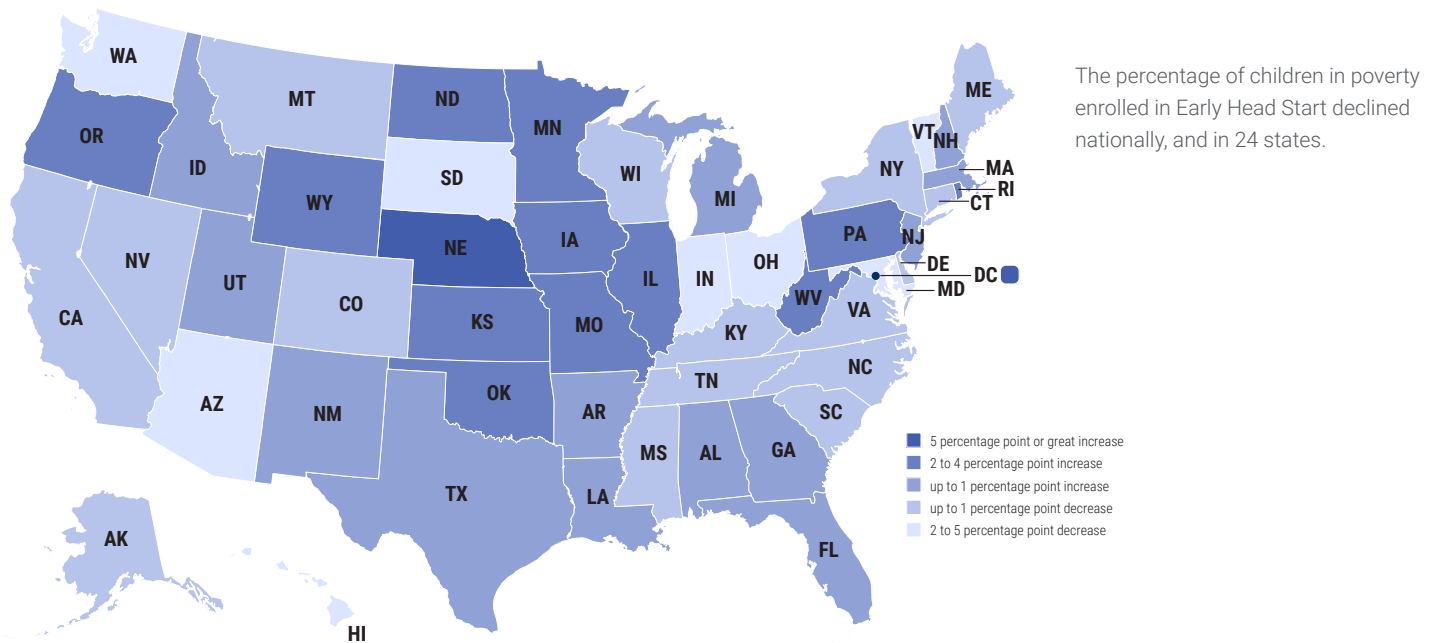 WA
OR
ID
MT
ND
MN
SD
WY
NE
IA
WI
MI
IL
IN
OH
PA
NY
VT
NH
ME
MA
RI
CT
NJ
DE
DC
MD
WV
VA
KY
NC
TN
SC
CA
NV
UT
CO
KS
MO
AZ
NM
OK
AR
TX
LA
MS
AL
GA
FL
AK
HI
The percentage of children in poverty
enrolled in Early Head Start declined
nationally, and in 24 states.
5 percentage point or great increase
2 to 4 percentage point increase
up to 1 percentage point increase
up to 1 percentage point decrease
2 to 5 percentage point decrease